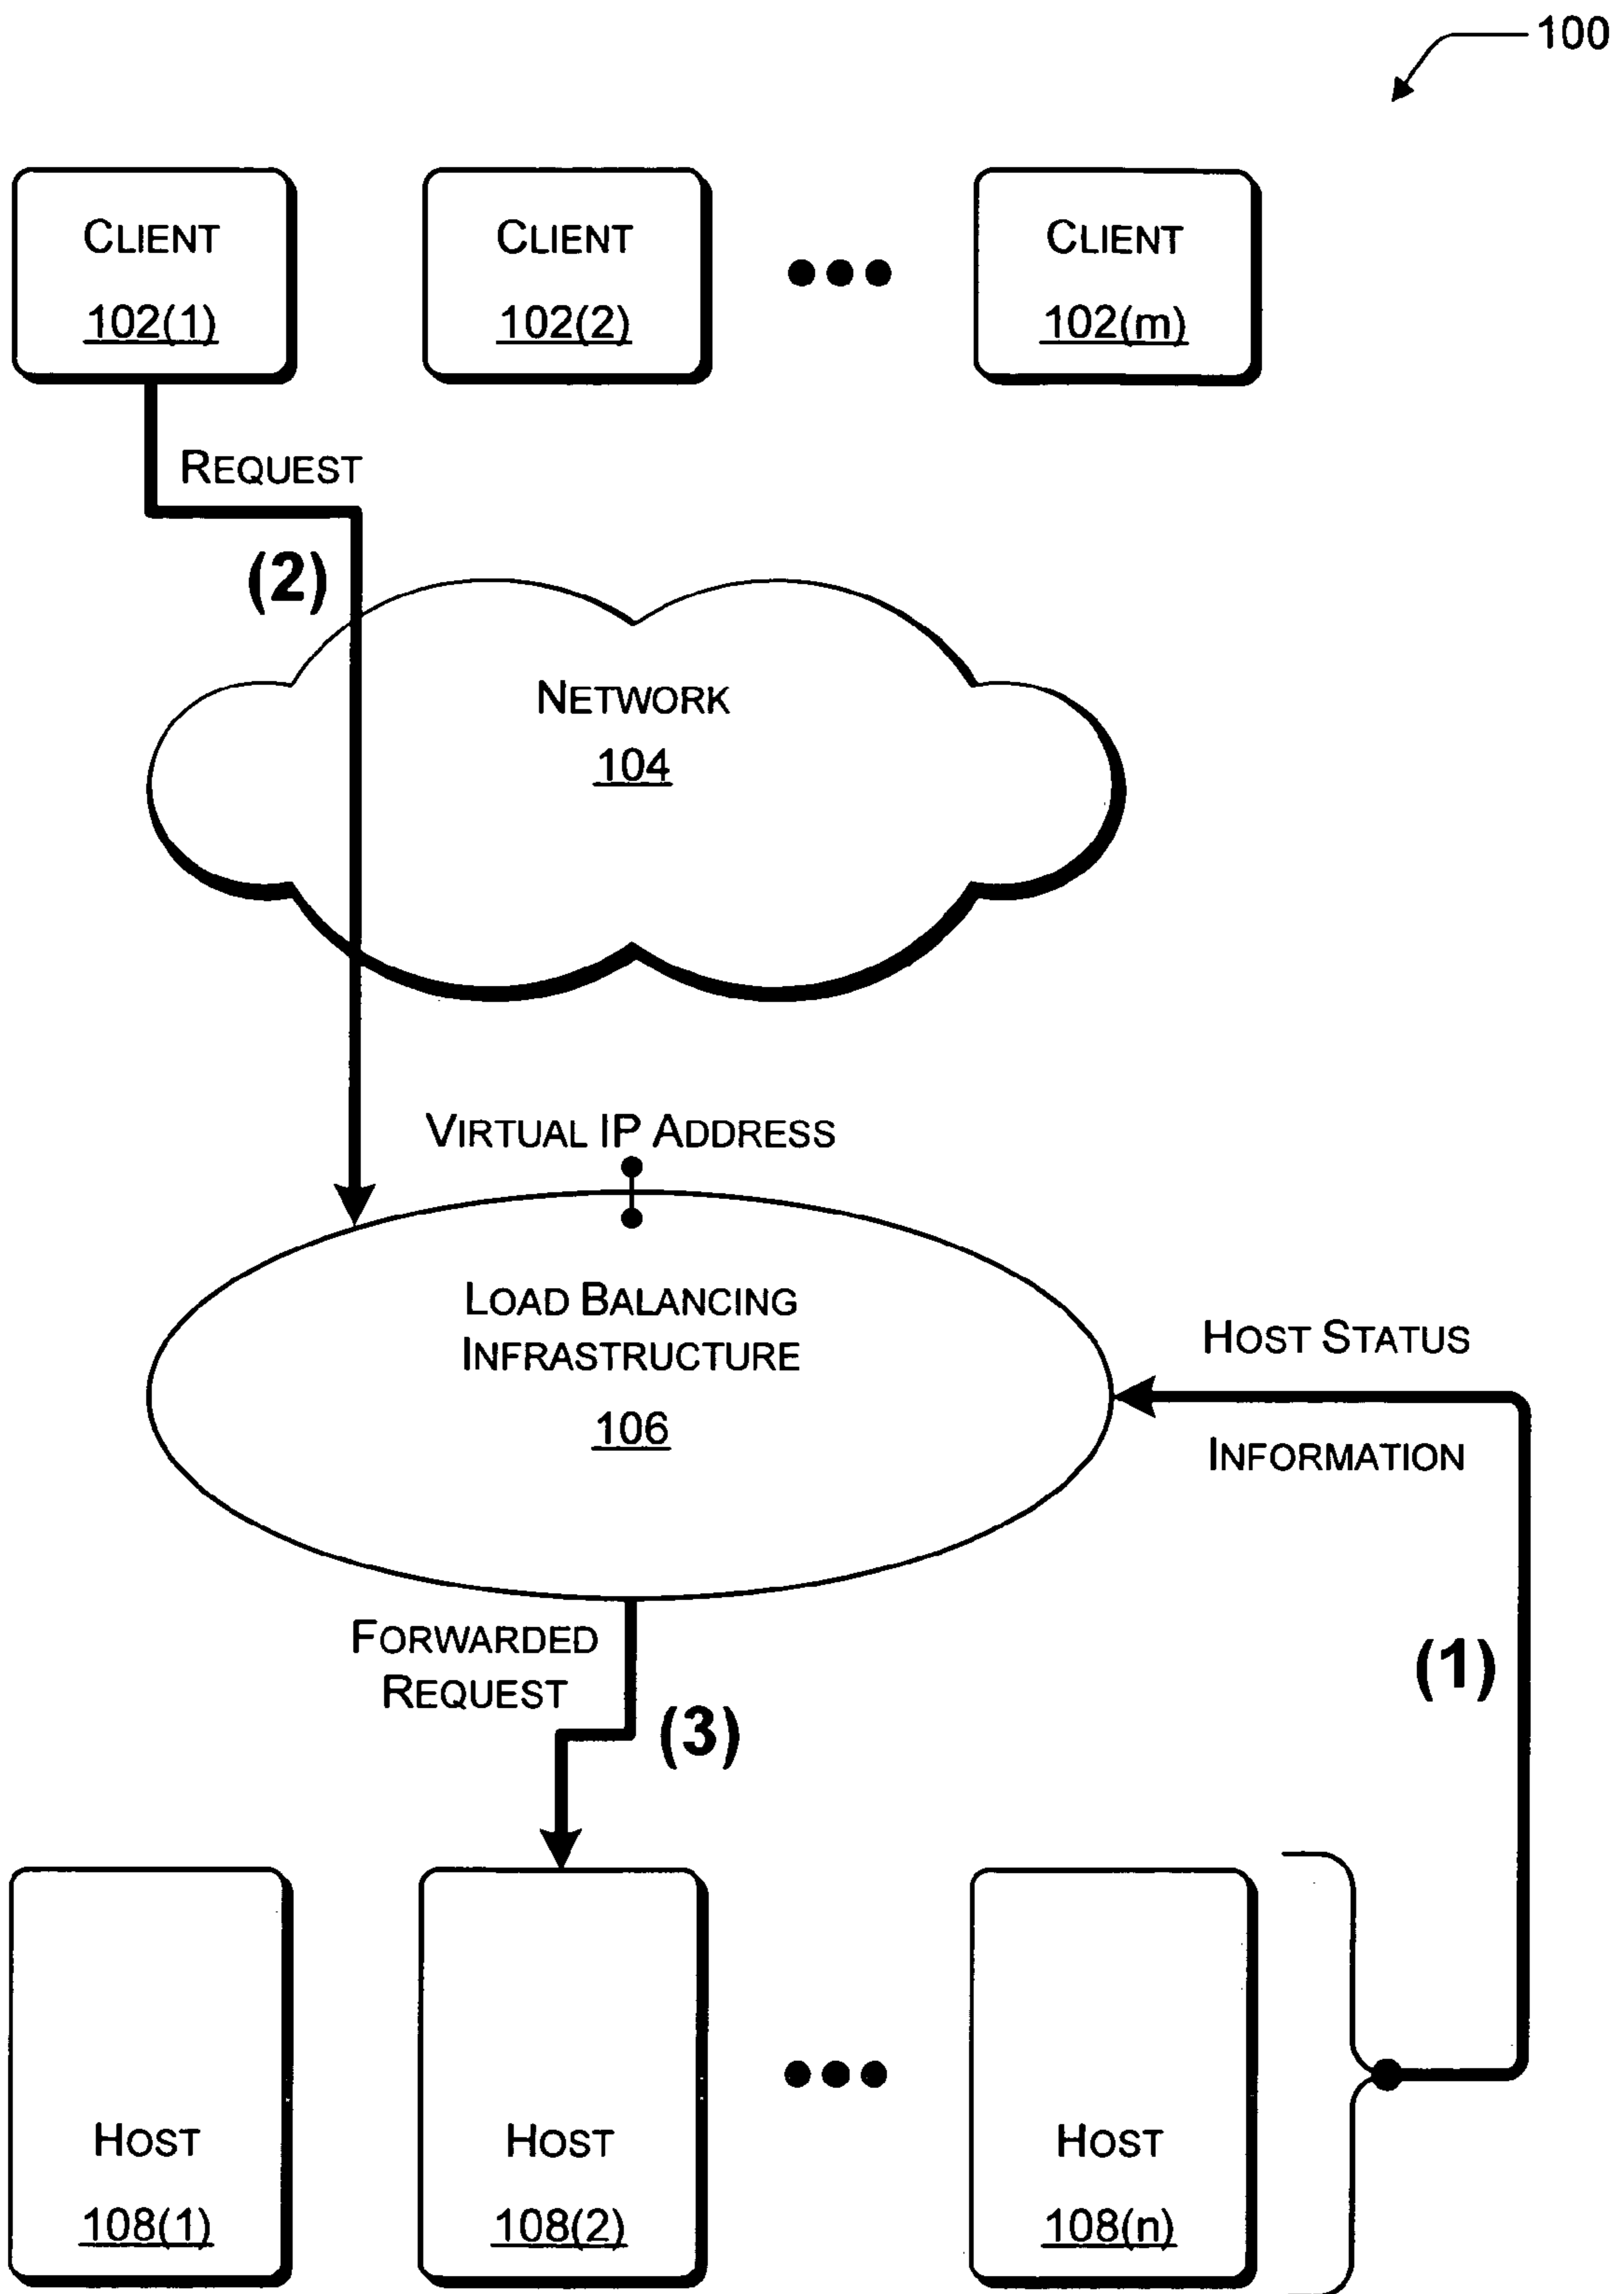 100
CLIENT
102(1)
CLIENT
102(2)
CLIENT
102(m)
REQUEST
(2)
NETWORK
104
VIRTUAL IP ADDRESS
LOAD BALANCING
INFRASTRUCTURE
106
HOST STATUS
INFORMATION
(1)
FORWARDED
REQUEST
(3)
HOST
108(1)
HOST
108(2)
HOST
108(n)